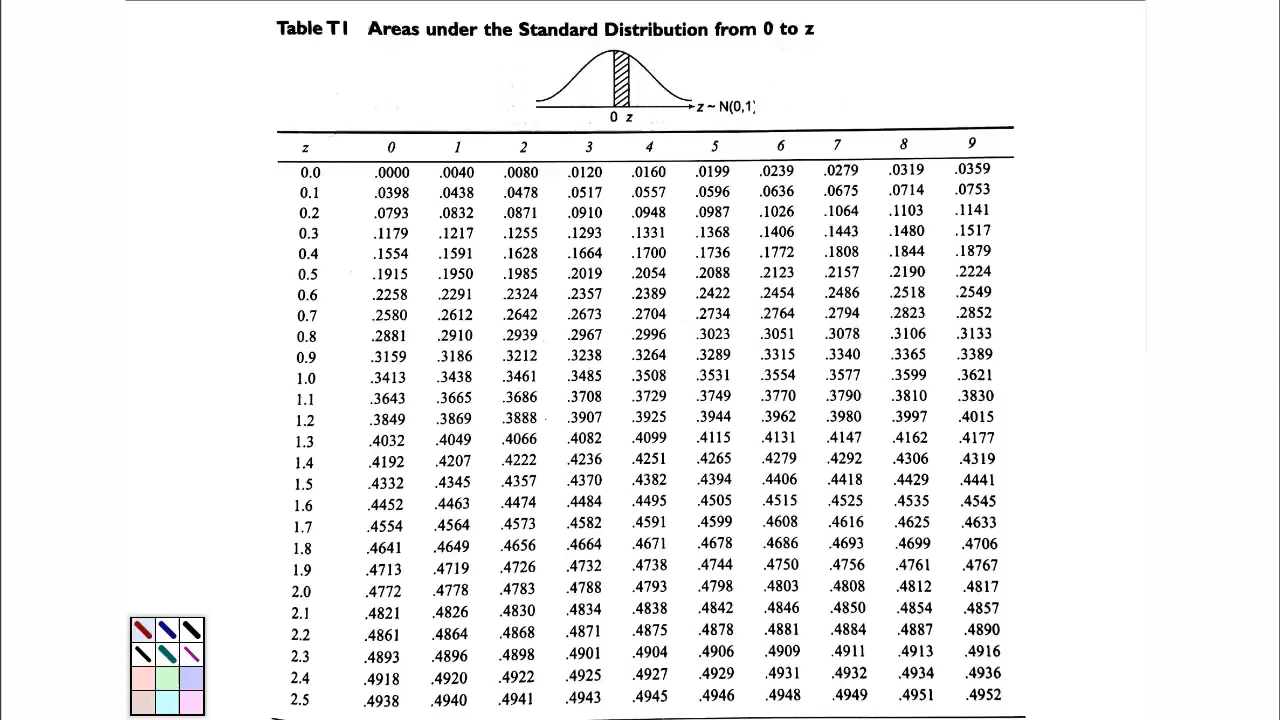 Table T1 Areas under the Standard Distribution from 0 to z
z ~ N(0,1)
0 z
z 0 1 2 3 4 5 6 7 8 9
0.0 .0000 .0040 .0080 .0120 .0160 .0199 .0239 .0279 .0319 .0359
0.1 .0398 .0438 .0478 .0517 .0557 .0596 .0636 .0675 .0714 .0753
0.2 .0793 .0832 .0871 .0910 .0948 .0987 .1026 .1064 .1103 .1141
0.3 .1179 .1217 .1255 .1293 .1331 .1368 .1406 .1443 .1480 .1517
0.4 .1554 .1591 .1628 .1664 .1700 .1736 .1772 .1808 .1844 .1879
0.5 .1915 .1950 .1985 .2019 .2054 .2088 .2123 .2157 .2190 .2224
0.6 .2258 .2291 .2324 .2357 .2389 .2422 .2454 .2486 .2518 .2549
0.7 .2580 .2612 .2642 .2673 .2704 .2734 .2764 .2794 .2823 .2852
0.8 .2881 .2910 .2939 .2967 .2996 .3023 .3051 .3078 .3106 .3133
0.9 .3159 .3186 .3212 .3238 .3264 .3289 .3315 .3340 .3365 .3389
1.0 .3413 .3438 .3461 .3485 .3508 .3531 .3554 .3577 .3599 .3621
1.1 .3643 .3665 .3686 .3708 .3729 .3749 .3770 .3790 .3810 .3830
1.2 .3849 .3869 .3888 .3907 .3925 .3944 .3962 .3980 .3997 .4015
1.3 .4032 .4049 .4066 .4082 .4099 .4115 .4131 .4147 .4162 .4177
1.4 .4192 .4207 .4222 .4236 .4251 .4265 .4279 .4292 .4306 .4319
1.5 .4332 .4345 .4357 .4370 .4382 .4394 .4406 .4418 .4429 .4441
1.6 .4452 .4463 .4474 .4484 .4495 .4505 .4515 .4525 .4535 .4545
1.7 .4554 .4564 .4573 .4582 .4591 .4599 .4608 .4616 .4625 .4633
1.8 .4641 .4649 .4656 .4664 .4671 .4678 .4686 .4693 .4699 .4706
1.9 .4713 .4719 .4726 .4732 .4738 .4744 .4750 .4756 .4761 .4767
2.0 .4772 .4778 .4783 .4788 .4793 .4798 .4803 .4808 .4812 .4817
2.1 .4821 .4826 .4830 .4834 .4838 .4842 .4846 .4850 .4854 .4857
2.2 .4861 .4864 .4868 .4871 .4875 .4878 .4881 .4884 .4887 .4890
2.3 .4893 .4896 .4898 .4901 .4904 .4906 .4909 .4911 .4913 .4916
2.4 .4918 .4920 .4922 .4925 .4927 .4929 .4931 .4932 .4934 .4936
2.5 .4938 .4940 .4941 .4943 .4945 .4946 .4948 .4949 .4951 .4952